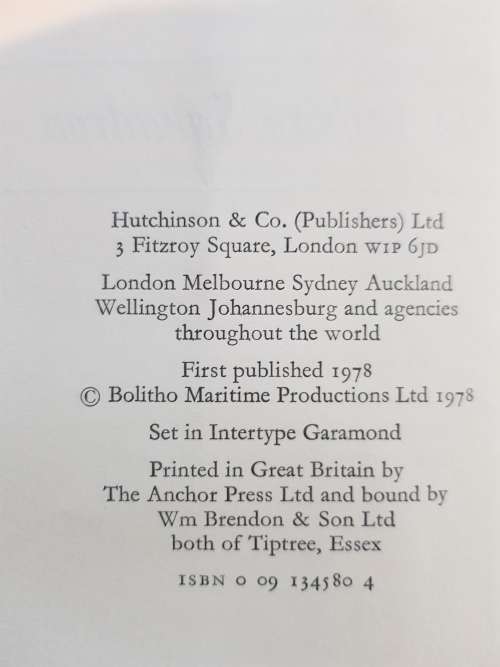 Hutchinson & Co. (Publishers) Ltd
3 Fitzroy Square, London W1P 6JD
London Melbourne Sydney Auckland
Wellington Johannesburg and agencies
throughout the world
First published 1978
© Bolitho Maritime Productions Ltd 1978
Set in Intertype Garamond
Printed in Great Britain by
The Anchor Press Ltd and bound by
Wm Brendon & Son Ltd
both of Tiptree, Essex
ISBN 0 09 134580 4